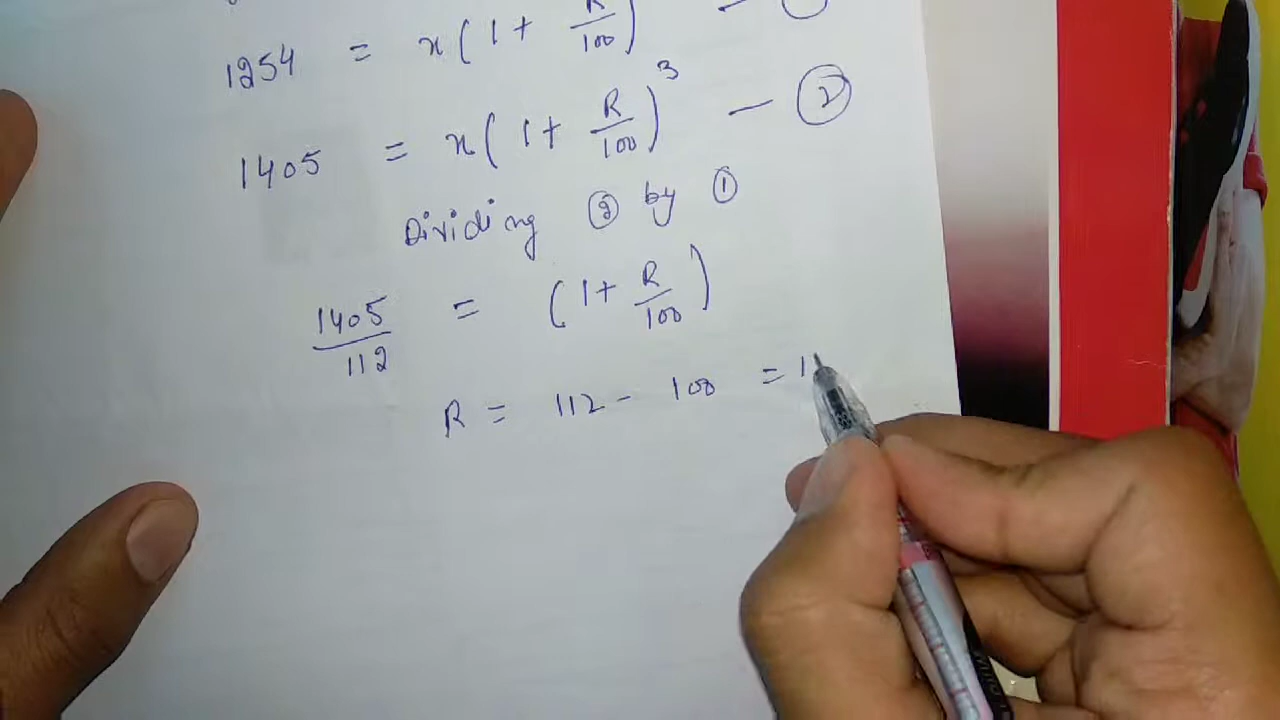 1254 = x(1 + R/100)
1405 = x(1 + R/100)^3 — ②
Dividing ② by ①
1405/112 = (1 + R/100)
R = 112 - 100 = 1